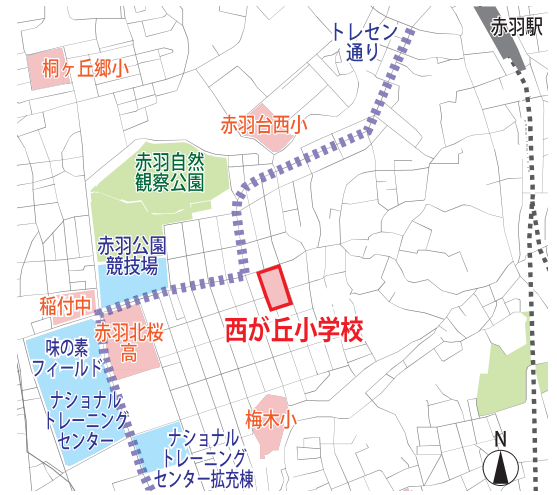 赤羽駅
トレセン
通り
桐ヶ丘郷小
赤羽台西小
赤羽自然
観察公園
赤羽公園
競技場
稲付中
赤羽北桜
高
西が丘小学校
味の素
フィールド
ナショナル
トレーニング
センター
梅木小
ナショナル
トレーニング
センター拡充棟
N